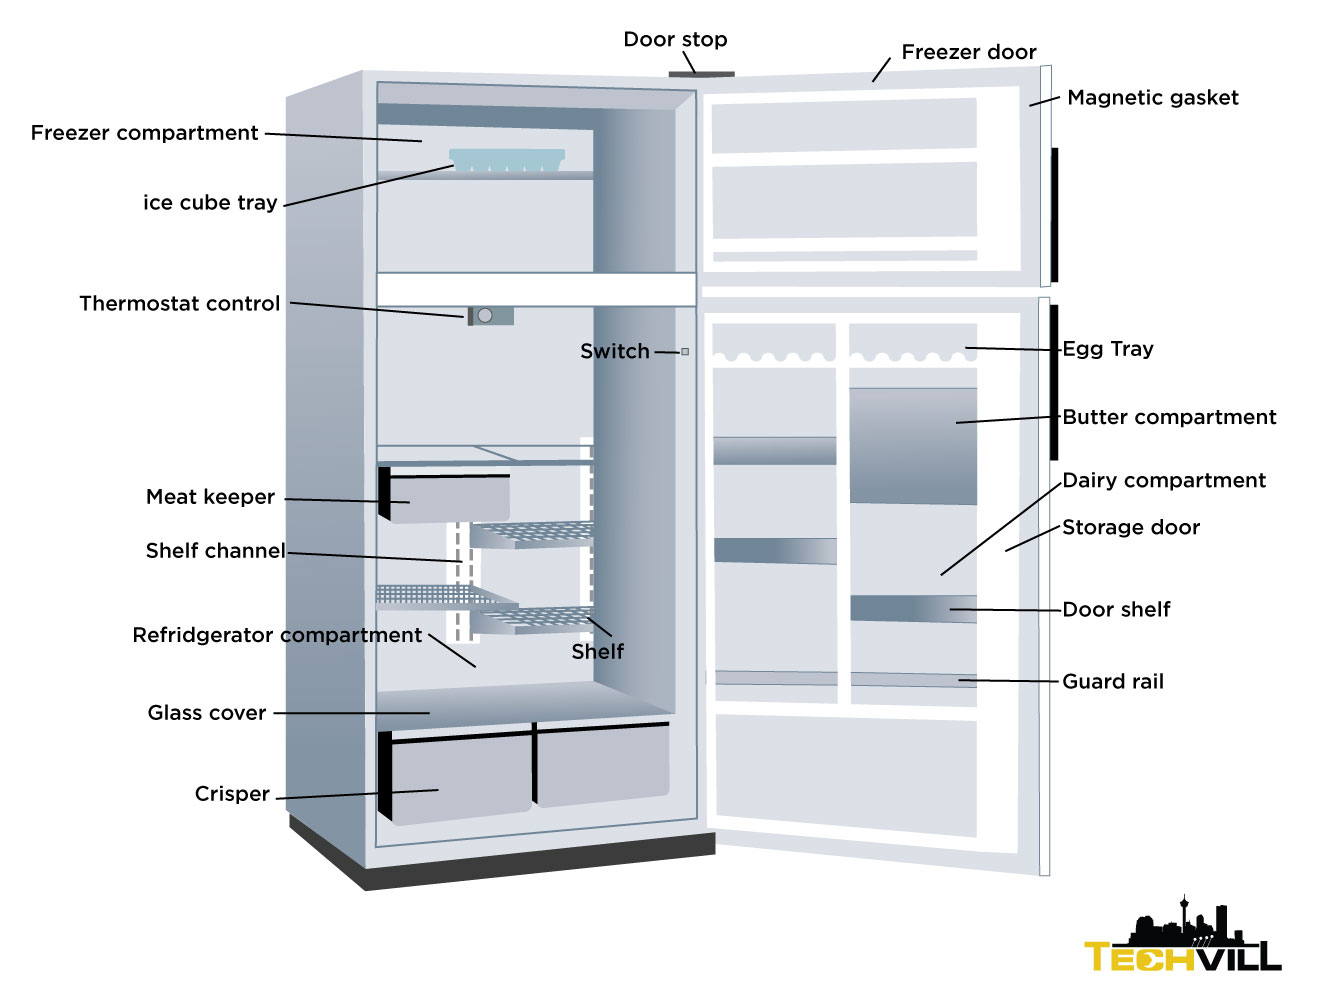 Door stop
Freezer door
Magnetic gasket
Freezer compartment
ice cube tray
Thermostat control
Switch
Egg Tray
Butter compartment
Dairy compartment
Meat keeper
Storage door
Shelf channel
Door shelf
Refridgerator compartment
Shelf
Guard rail
Glass cover
Crisper
TECHVILL